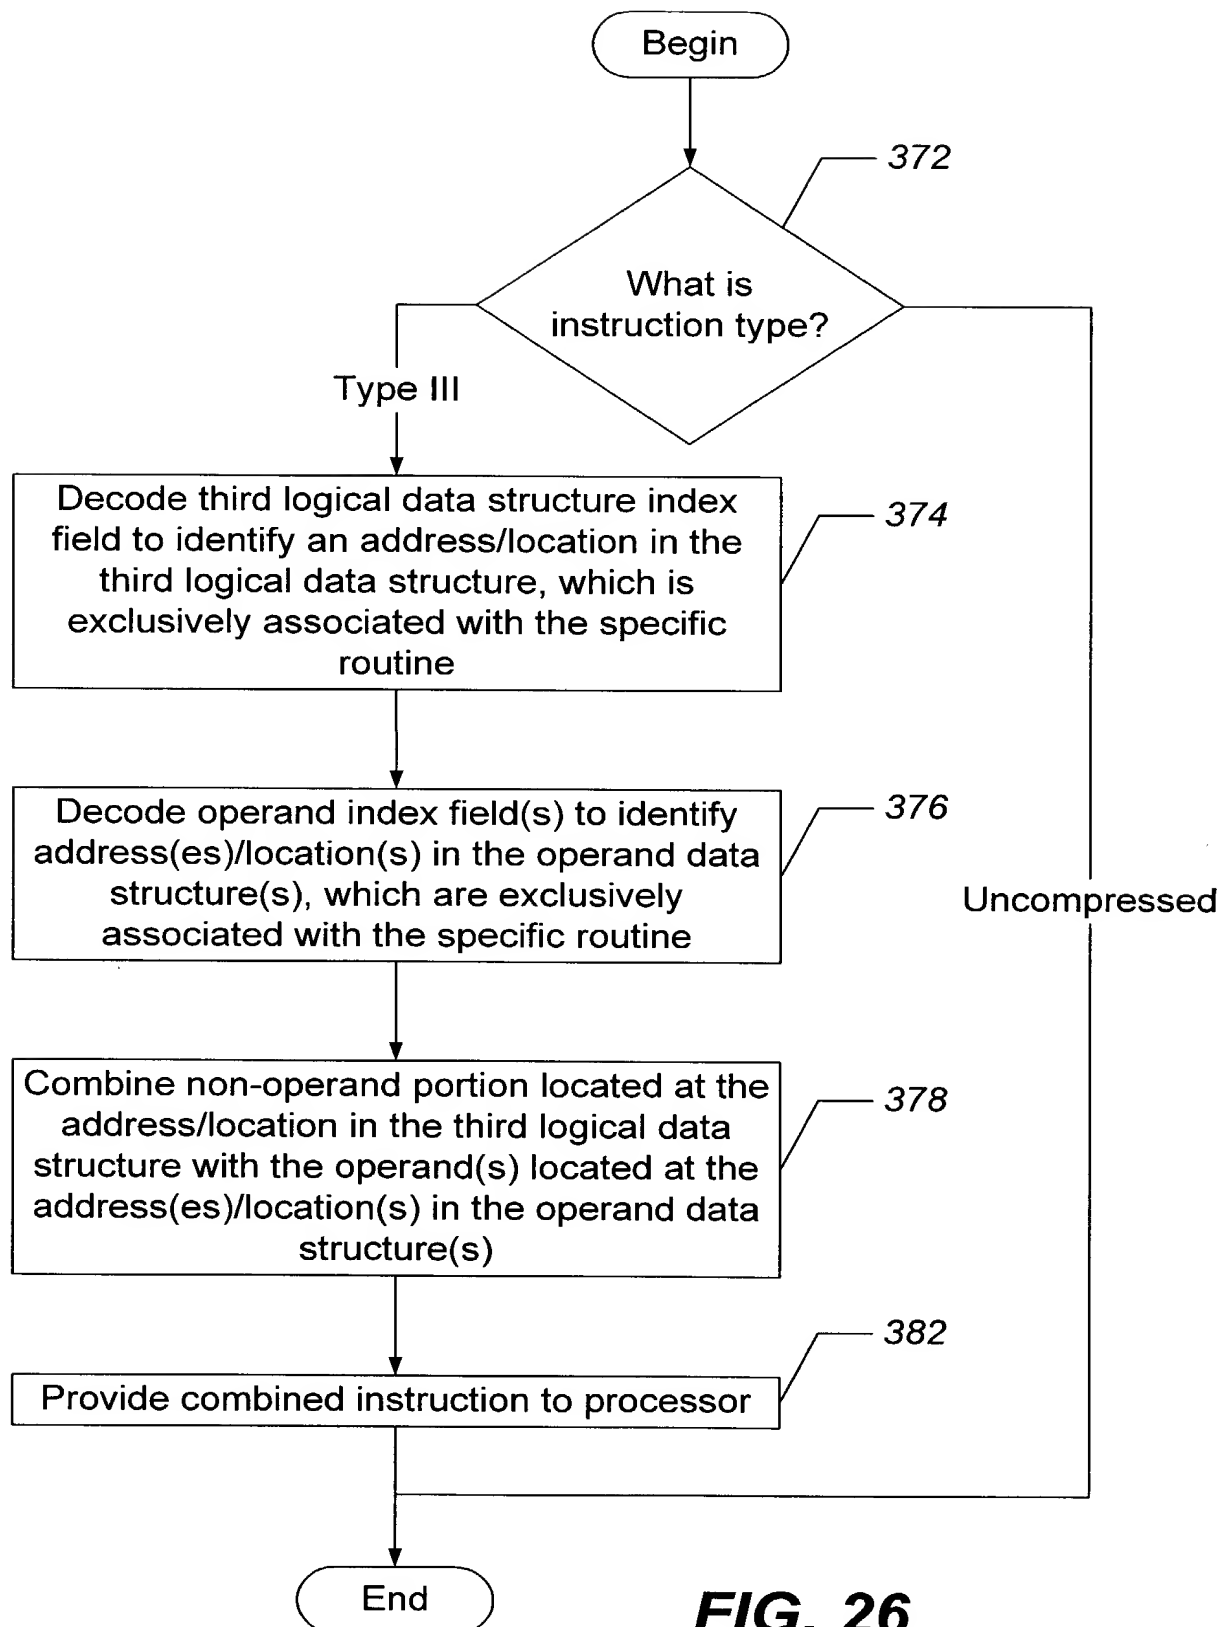 Begin
372
What is
instruction type?
Type III
Decode third logical data structure index
field to identify an address/location in the
third logical data structure, which is
exclusively associated with the specific
routine
374
Decode operand index field(s) to identify
address(es)/location(s) in the operand data
structure(s), which are exclusively
associated with the specific routine
376
Uncompressed
Combine non-operand portion located at the
address/location in the third logical data
structure with the operand(s) located at the
address(es)/location(s) in the operand data
structure(s)
378
382
Provide combined instruction to processor
End
FIG. 26